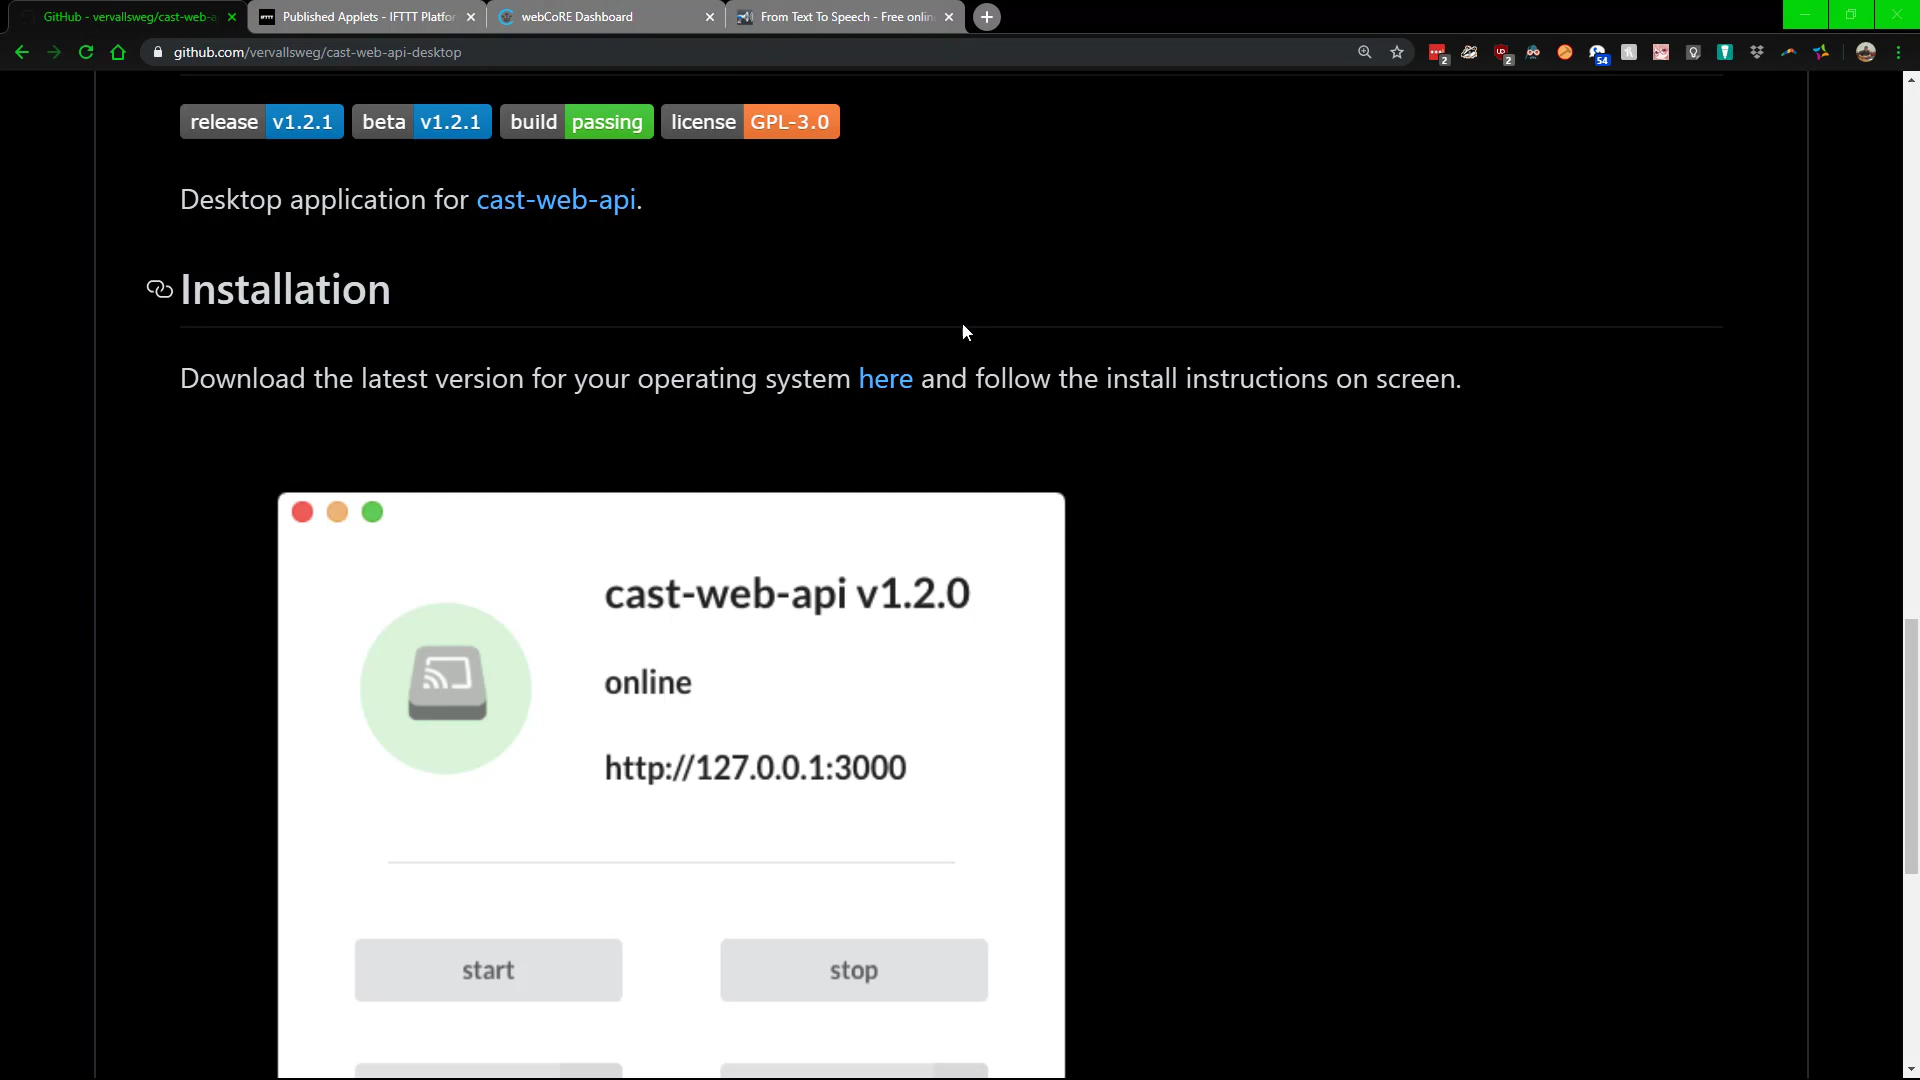 GitHub - vervallsweg/cast-web-a
Published Applets - IFTTT Platfor
webCoRE Dashboard
From Text To Speech - Free onlin
github.com/vervallsweg/cast-web-api-desktop
2
2
54
release v1.2.1
beta v1.2.1
build passing
license GPL-3.0
Desktop application for cast-web-api.
Installation
Download the latest version for your operating system here and follow the install instructions on screen.
cast-web-api v1.2.0
online
http://127.0.0.1:3000
start
stop